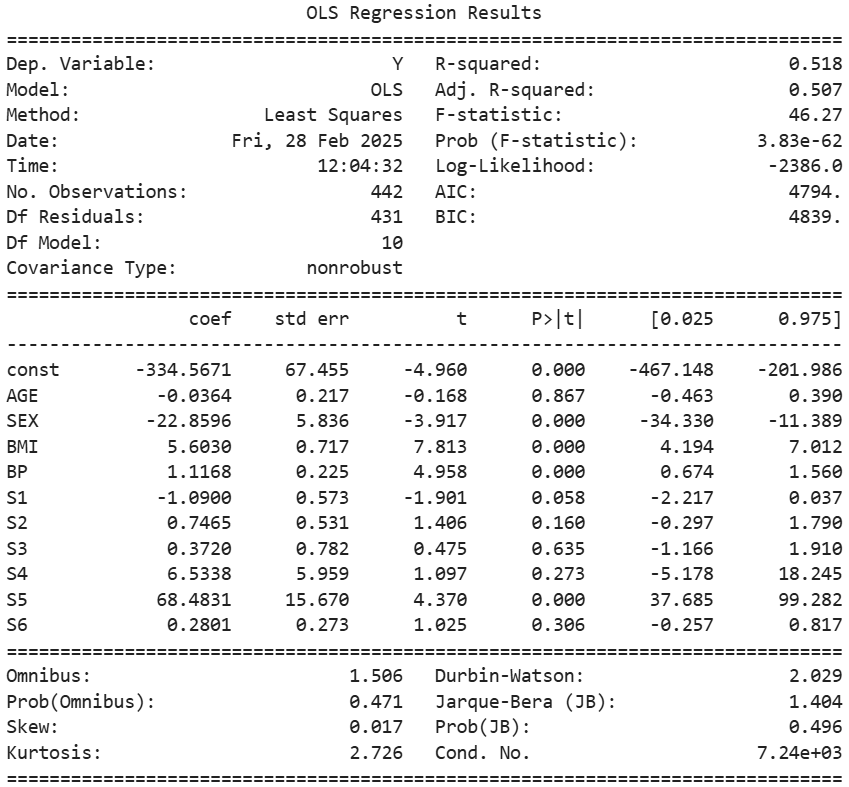 OLS Regression Results
==============================================================================
Dep. Variable:                      Y   R-squared:                       0.518
Model:                            OLS   Adj. R-squared:                  0.507
Method:                 Least Squares   F-statistic:                     46.27
Date:                Fri, 28 Feb 2025   Prob (F-statistic):           3.83e-62
Time:                        12:04:32   Log-Likelihood:                -2386.0
No. Observations:                 442   AIC:                             4794.
Df Residuals:                     431   BIC:                             4839.
Df Model:                          10
Covariance Type:            nonrobust
==============================================================================
                 coef    std err          t      P>|t|      [0.025      0.975]
------------------------------------------------------------------------------
const       -334.5671     67.455     -4.960      0.000    -467.148    -201.986
AGE           -0.0364      0.217     -0.168      0.867      -0.463       0.390
SEX          -22.8596      5.836     -3.917      0.000     -34.330     -11.389
BMI            5.6030      0.717      7.813      0.000       4.194       7.012
BP             1.1168      0.225      4.958      0.000       0.674       1.560
S1            -1.0900      0.573     -1.901      0.058      -2.217       0.037
S2             0.7465      0.531      1.406      0.160      -0.297       1.790
S3             0.3720      0.782      0.475      0.635      -1.166       1.910
S4             6.5338      5.959      1.097      0.273      -5.178      18.245
S5            68.4831     15.670      4.370      0.000      37.685      99.282
S6             0.2801      0.273      1.025      0.306      -0.257       0.817
==============================================================================
Omnibus:                        1.506   Durbin-Watson:                   2.029
Prob(Omnibus):                  0.471   Jarque-Bera (JB):                1.404
Skew:                           0.017   Prob(JB):                        0.496
Kurtosis:                       2.726   Cond. No.                     7.24e+03
==============================================================================